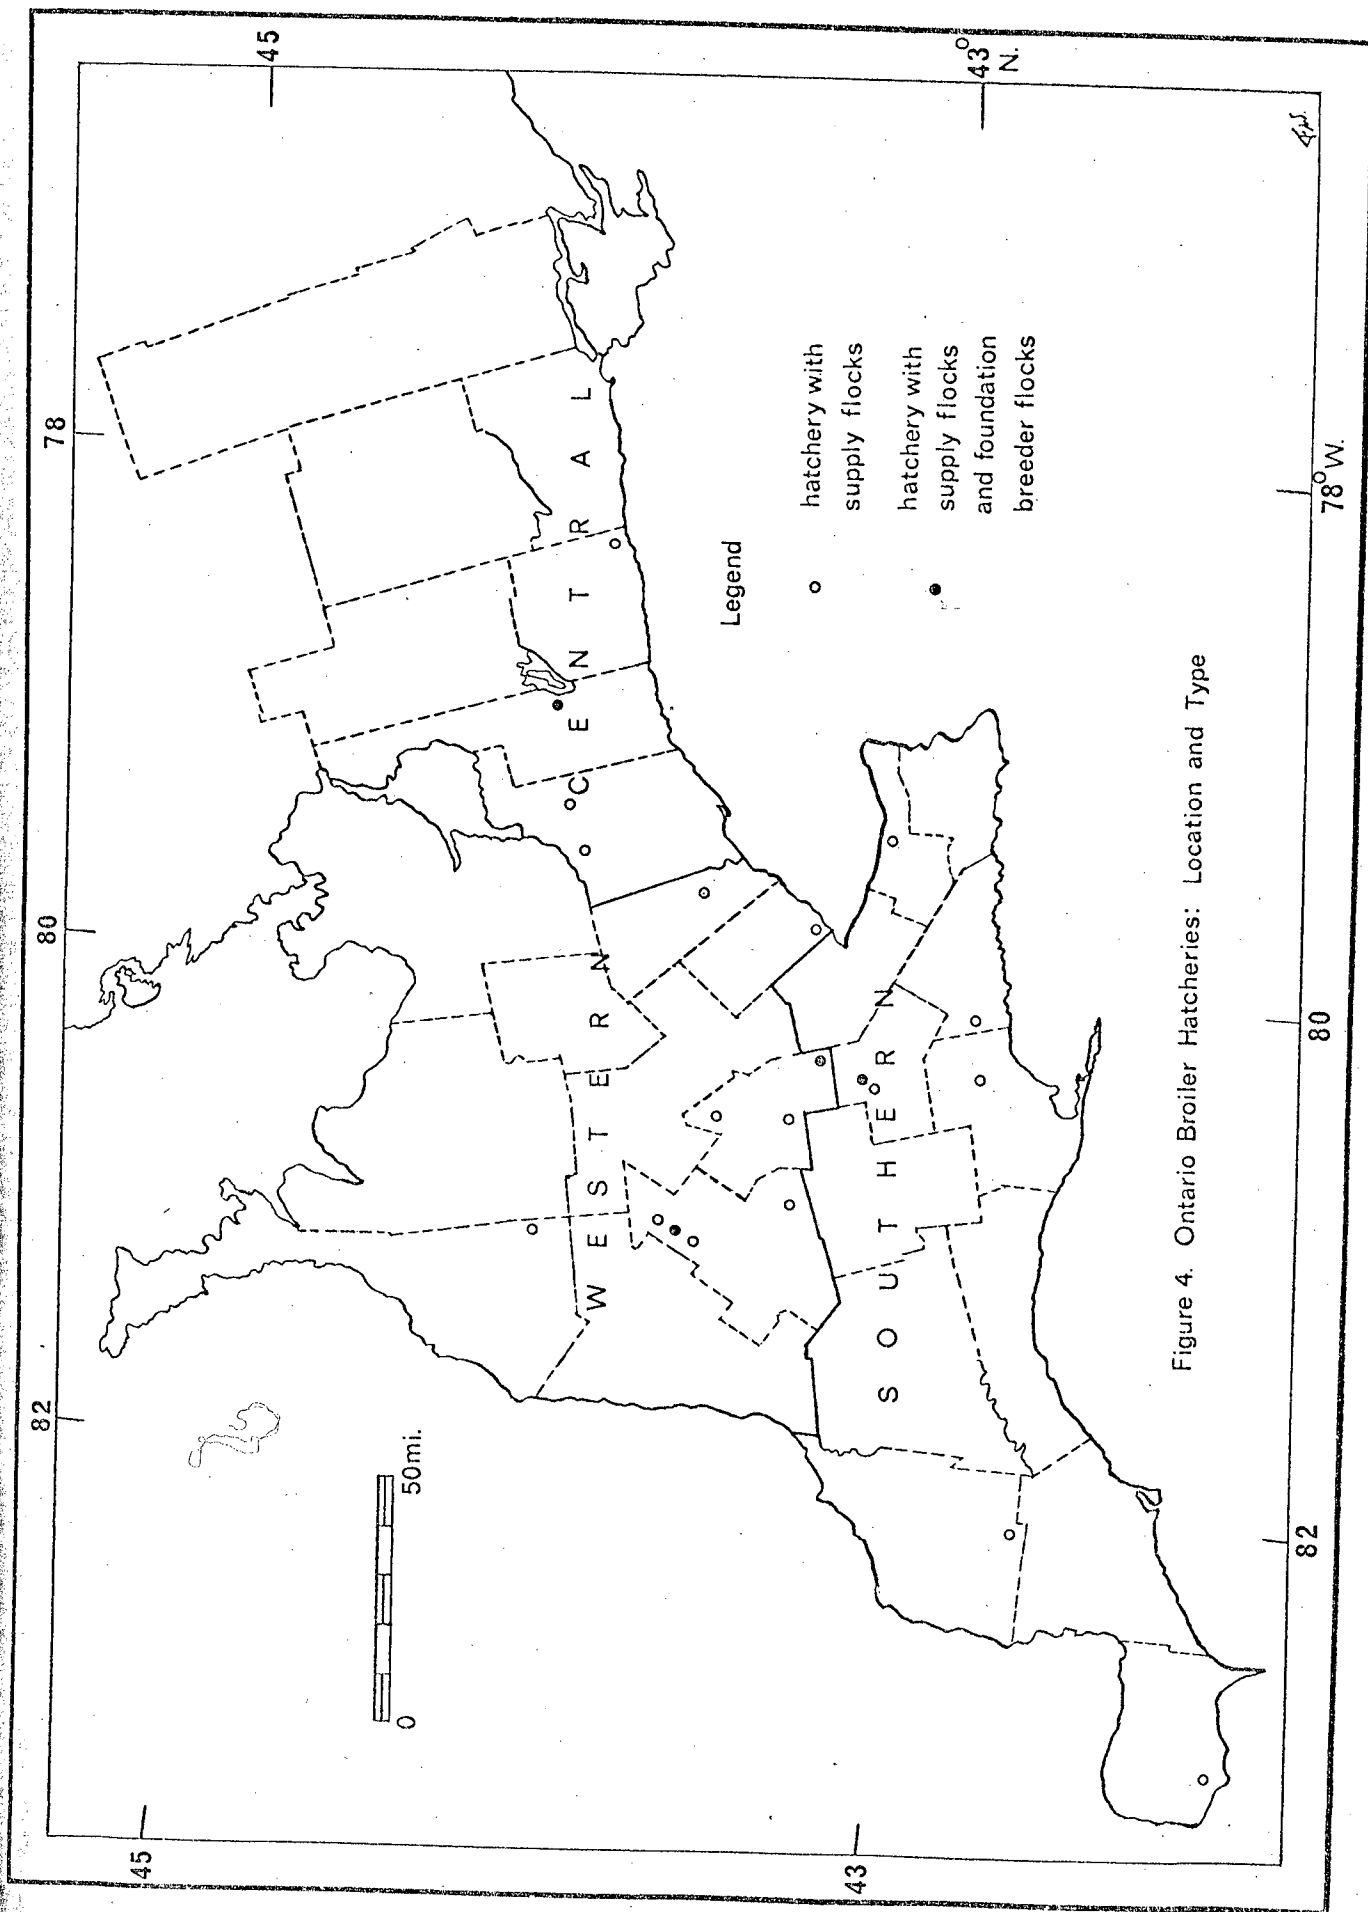 82
80
78
45
45
43
43°
N.
82
80
78°W.
0
50mi.
WESTERN
CENTRAL
SOUTHERN
Legend
hatchery with
supply flocks
hatchery with
supply flocks
and foundation
breeder flocks
Figure 4. Ontario Broiler Hatcheries: Location and Type